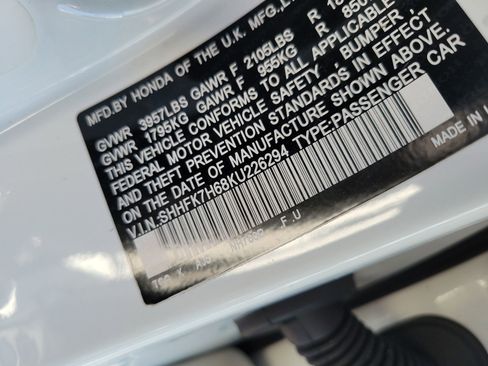 MFD.BY HONDA OF THE U.K. MFG.
GVWR 3957LBS GAWR F 2105LBS R
GVWR 1795KG GAWR F 955KG R 850
THIS VEHICLE CONFORMS TO ALL APPLICABLE
FEDERAL MOTOR VEHICLE SAFETY, BUMPER,
AND THEFT PREVENTION STANDARDS IN EFFECT
ON THE DATE OF MANUFACTURE SHOWN ABOVE.
V.I.N:SHHFK7H68KU226294 TYPE:PASSENGER CAR
F U